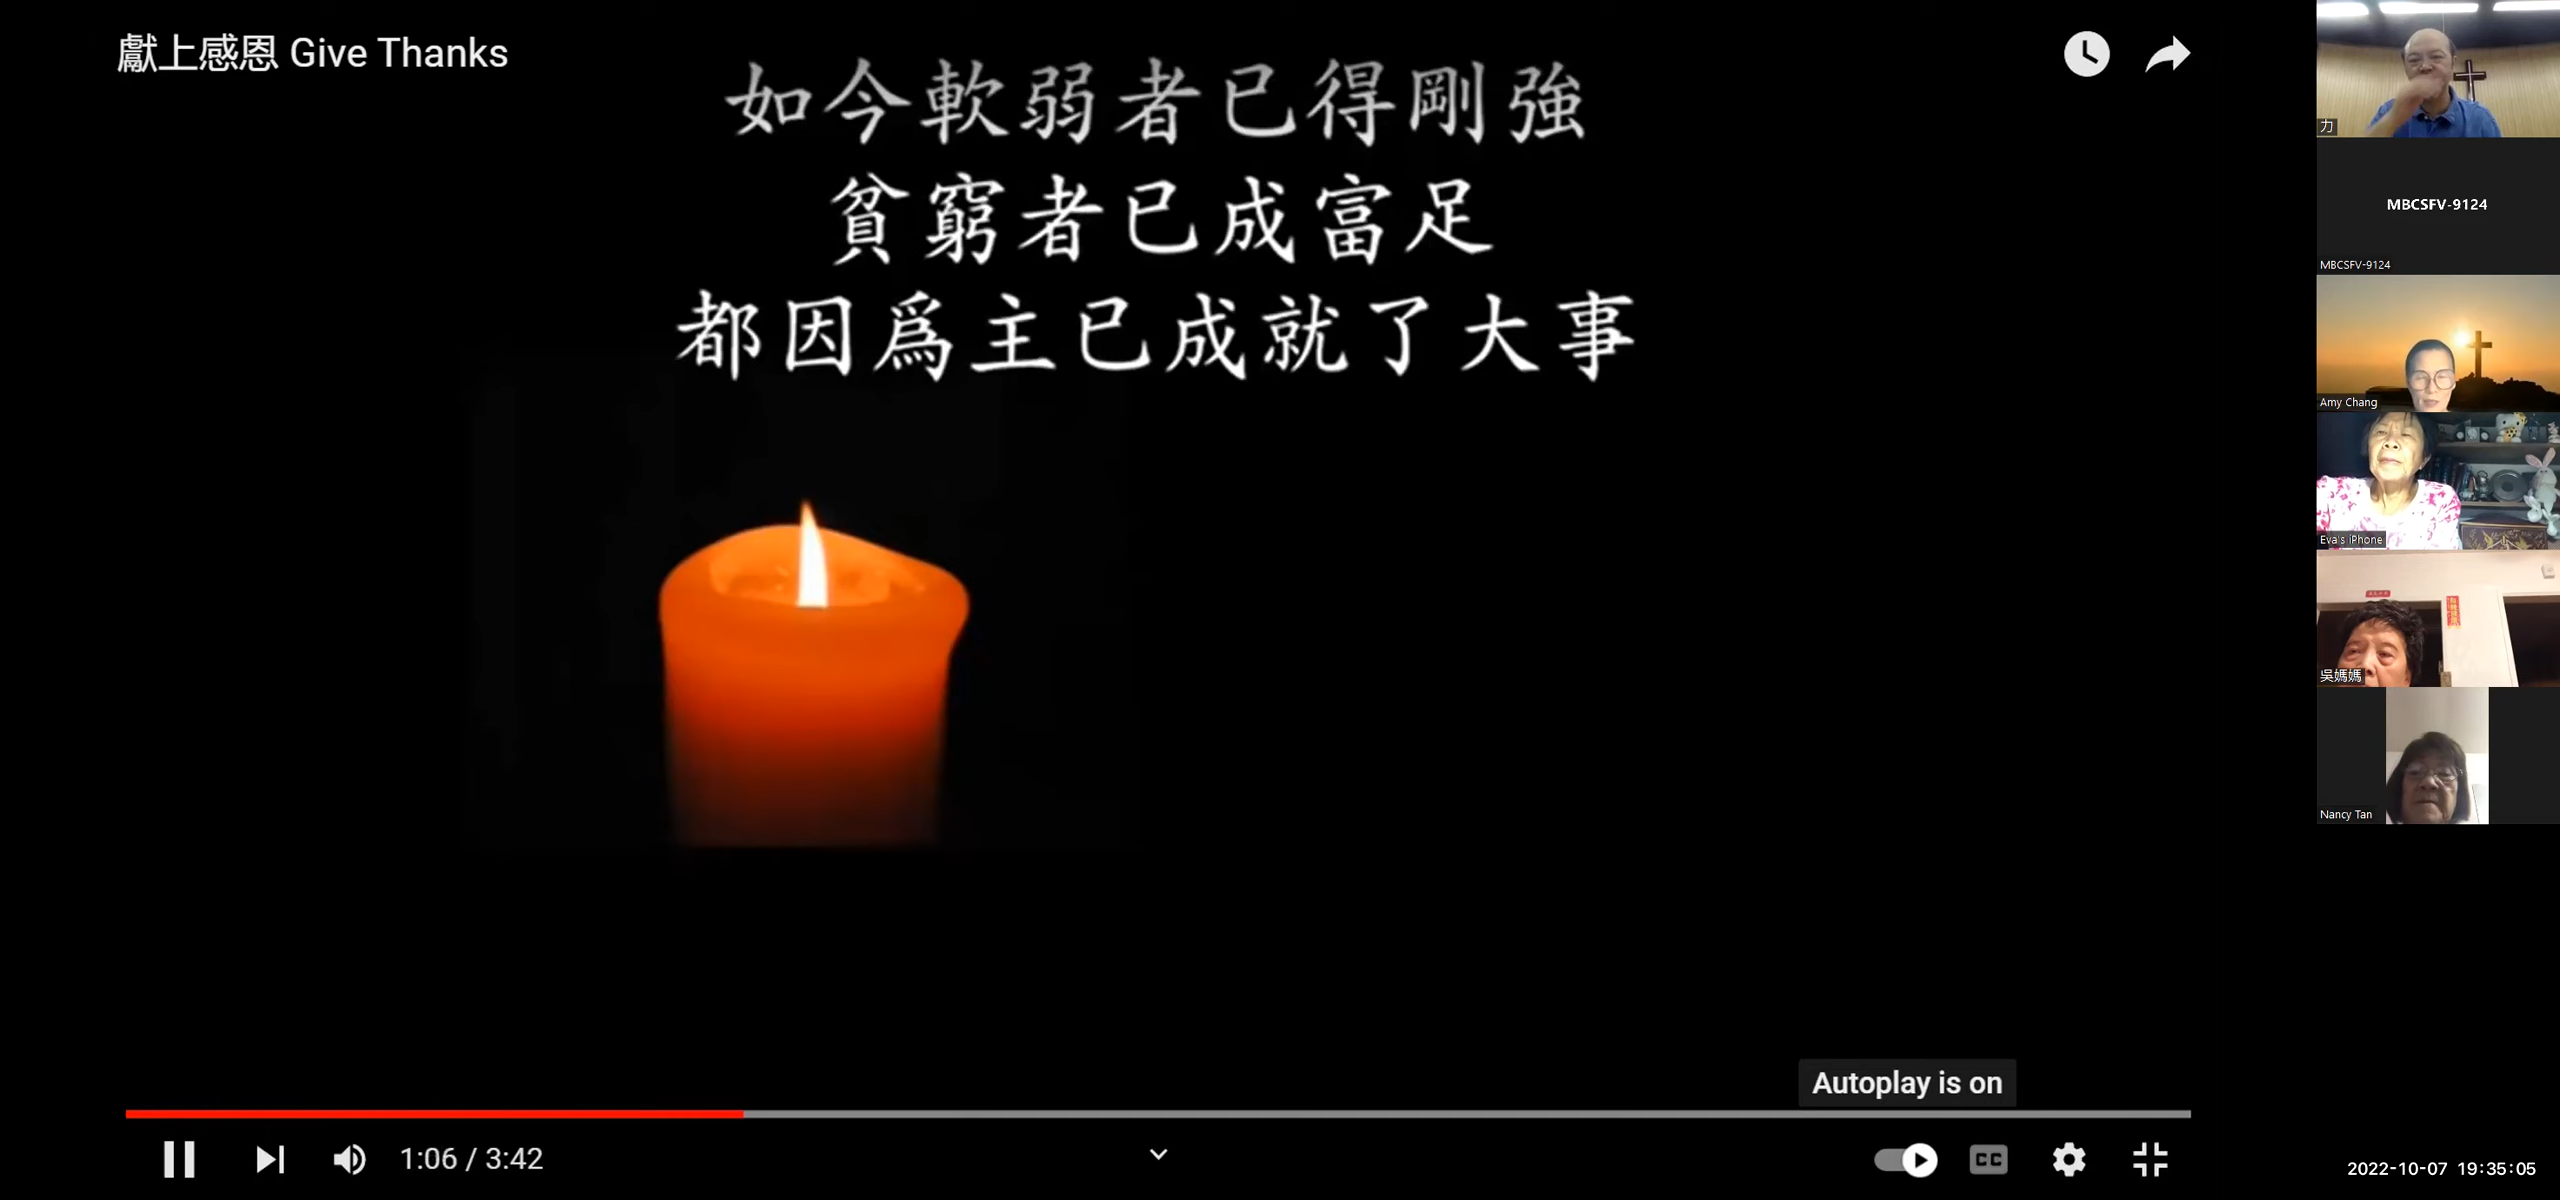 獻上感恩 Give Thanks
如今軟弱者已得剛強
貧窮者已成富足
都因爲主已成就了大事
Autoplay is on
1:06 / 3:42
CC
力
MBCSFV-9124
MBCSFV-9124
Amy Chang
Eva's iPhone
吳媽媽
Nancy Tan
2022-10-07 19:35:05